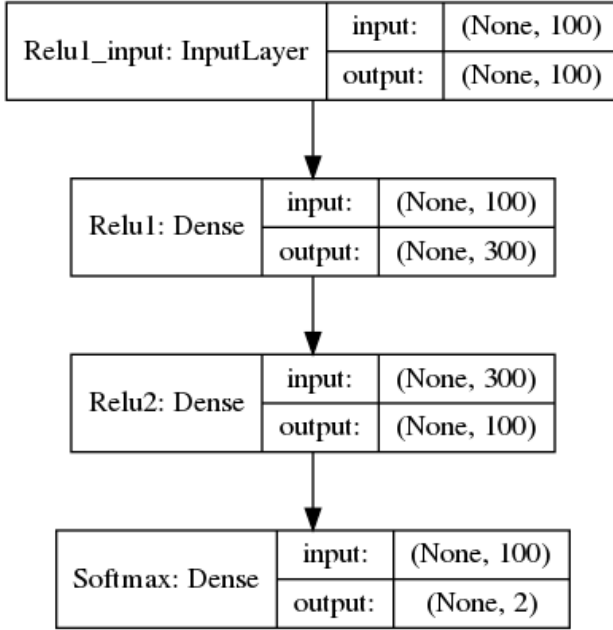 Relu1_input: InputLayer
input: (None, 100)
output: (None, 100)
Relu1: Dense
input: (None, 100)
output: (None, 300)
Relu2: Dense
input: (None, 300)
output: (None, 100)
Softmax: Dense
input: (None, 100)
output: (None, 2)